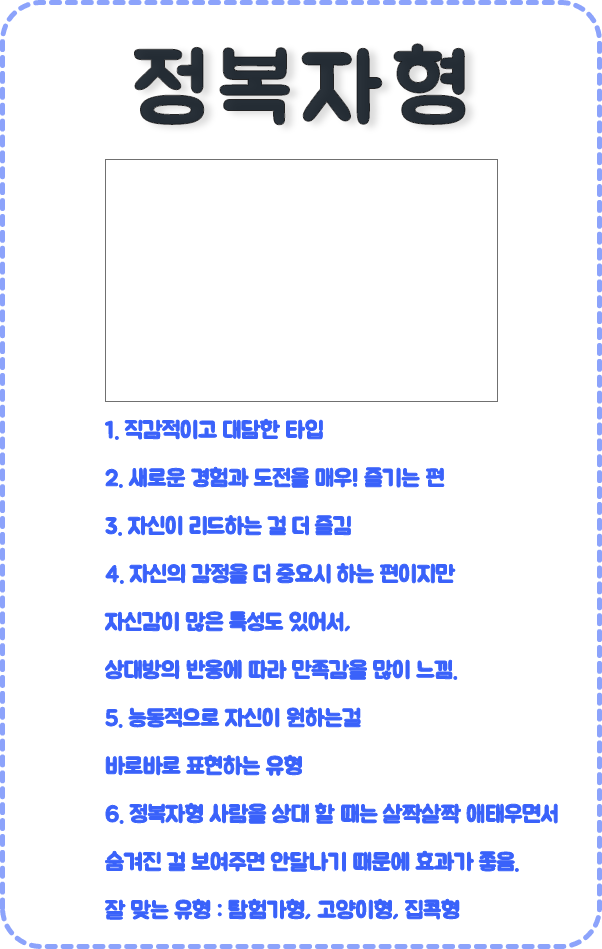 정복자형
1. 직감적이고 대담한 타입
2. 새로운 경험과 도전을 매우! 즐기는 편
3. 자신이 리드하는 걸 더 즐김
4. 자신의 감정을 더 중요시 하는 편이지만
자신감이 많은 특성도 있어서,
상대방의 반응에 따라 만족감을 많이 느낌.
5. 능동적으로 자신이 원하는걸
바로바로 표현하는 유형
6. 정복자형 사람을 상대 할 때는 살짝살짝 애태우면서
숨겨진 걸 보여주면 안달나기 때문에 효과가 좋음.
잘 맞는 유형 : 탐험가형, 고양이형, 집콕형